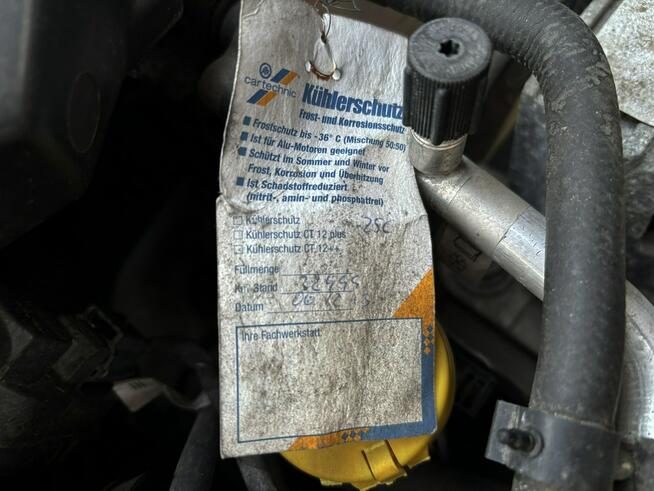 cartechnic
Kühlerschutz
Frost- und Korrosionsschutz
Frostschutz bis -36° C (Mischung 50:50)
Ist für Alu-Motoren geeignet
Schützt im Sommer und Winter vor
Frost, Korrosion und Überhitzung
Ist Schadstoffreduziert
(nitrit-, amin- und phosphatfrei)
Kühlerschutz
Kühlerschutz CT 12 plus
Kühlerschutz CT 12++
Füllmenge
Km-Stand
Datum
Ihre Fachwerkstatt: